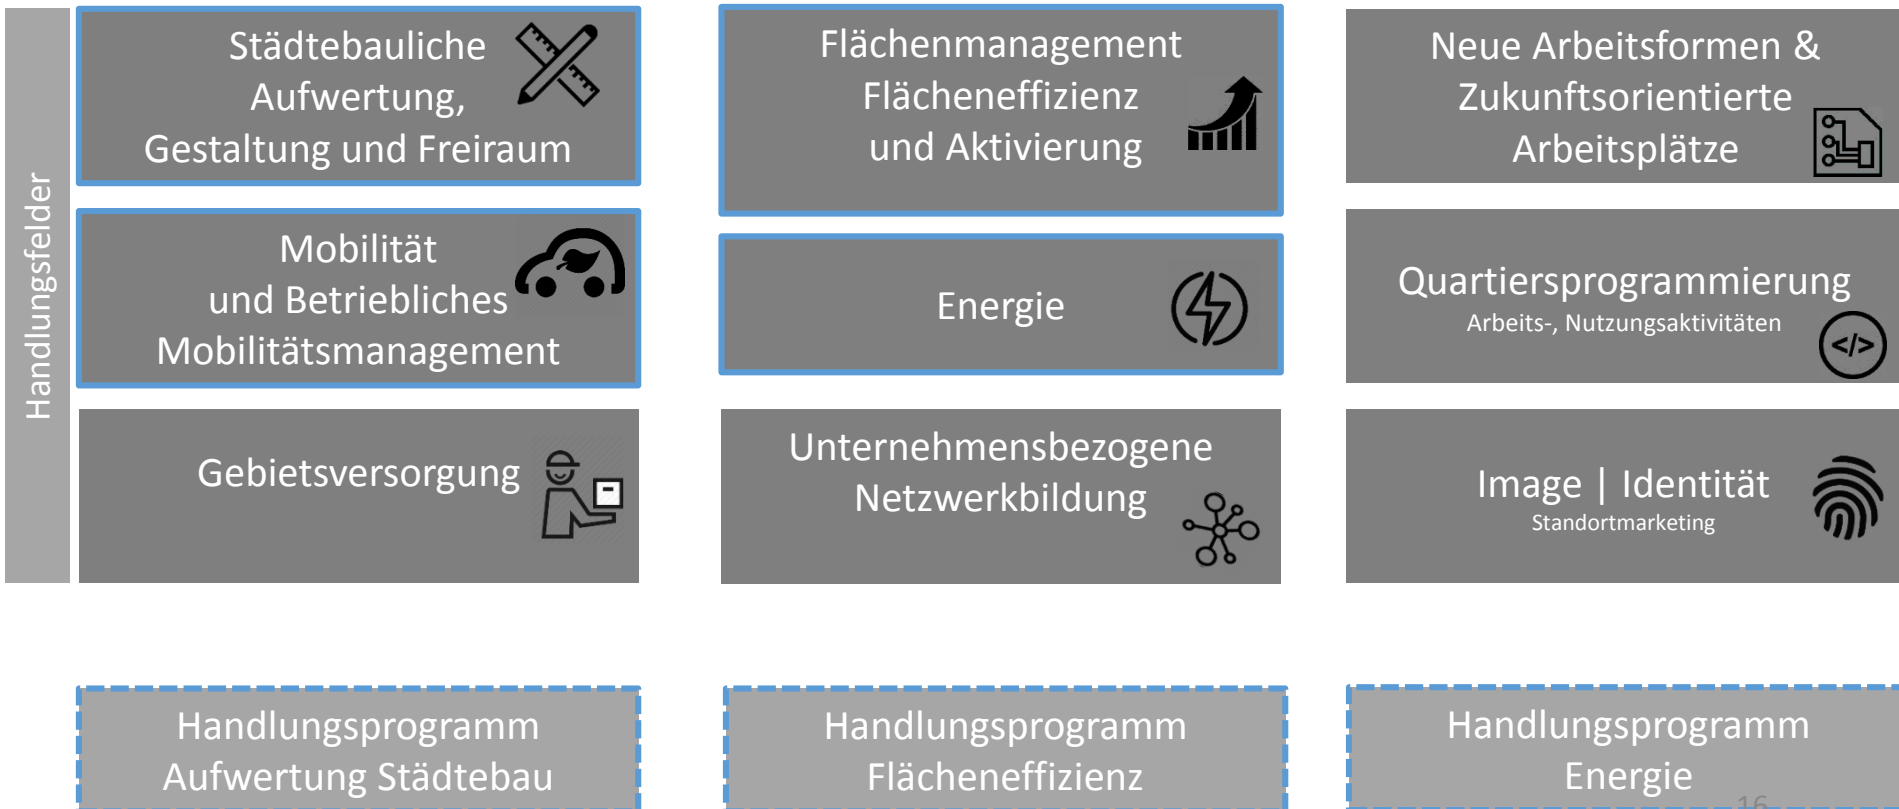 Handlungsfelder
Städtebauliche
Aufwertung,
Gestaltung und Freiraum
Flächenmanagement
Flächeneffizienz
und Aktivierung
Neue Arbeitsformen &
Zukunftsorientierte
Arbeitsplätze
Mobilität
und Betriebliches
Mobilitätsmanagement
Energie
Quartiersprogrammierung
Arbeits-, Nutzungsaktivitäten
</>
Gebietsversorgung
Unternehmensbezogene
Netzwerkbildung
Image | Identität
Standortmarketing
Handlungsprogramm
Aufwertung Städtebau
Handlungsprogramm
Flächeneffizienz
Handlungsprogramm
Energie
16